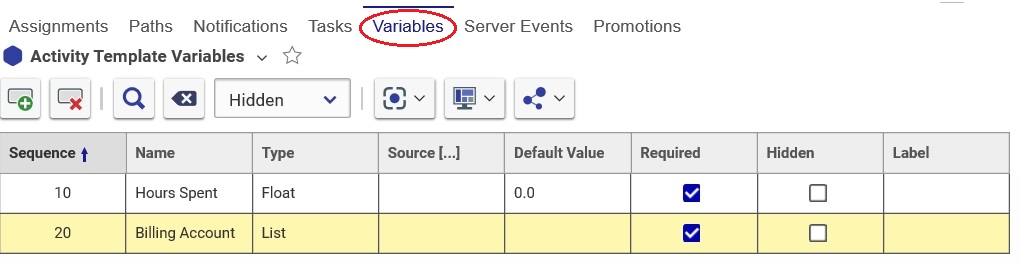 Assignments Paths Notifications Tasks Variables Server Events Promotions
Activity Template Variables
Hidden
Sequence Name Type Source [...] Default Value Required Hidden Label
10 Hours Spent Float 0.0
20 Billing Account List